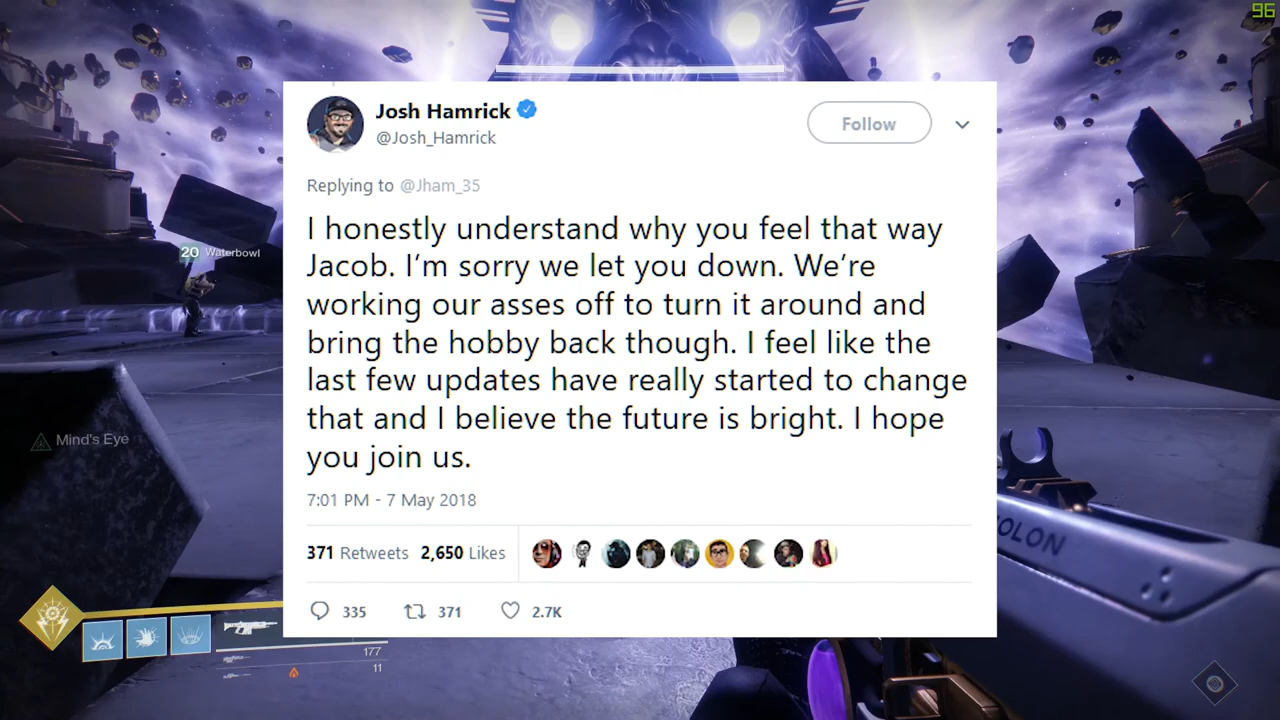 96
Josh Hamrick
@Josh_Hamrick
Follow
Replying to @Jham_35
I honestly understand why you feel that way
Jacob. I'm sorry we let you down. We're
working our asses off to turn it around and
bring the hobby back though. I feel like the
last few updates have really started to change
that and I believe the future is bright. I hope
you join us.
7:01 PM - 7 May 2018
371 Retweets 2,650 Likes
335 371 2.7K
20 Waterbowl
Mind's Eye
177
11
OLON